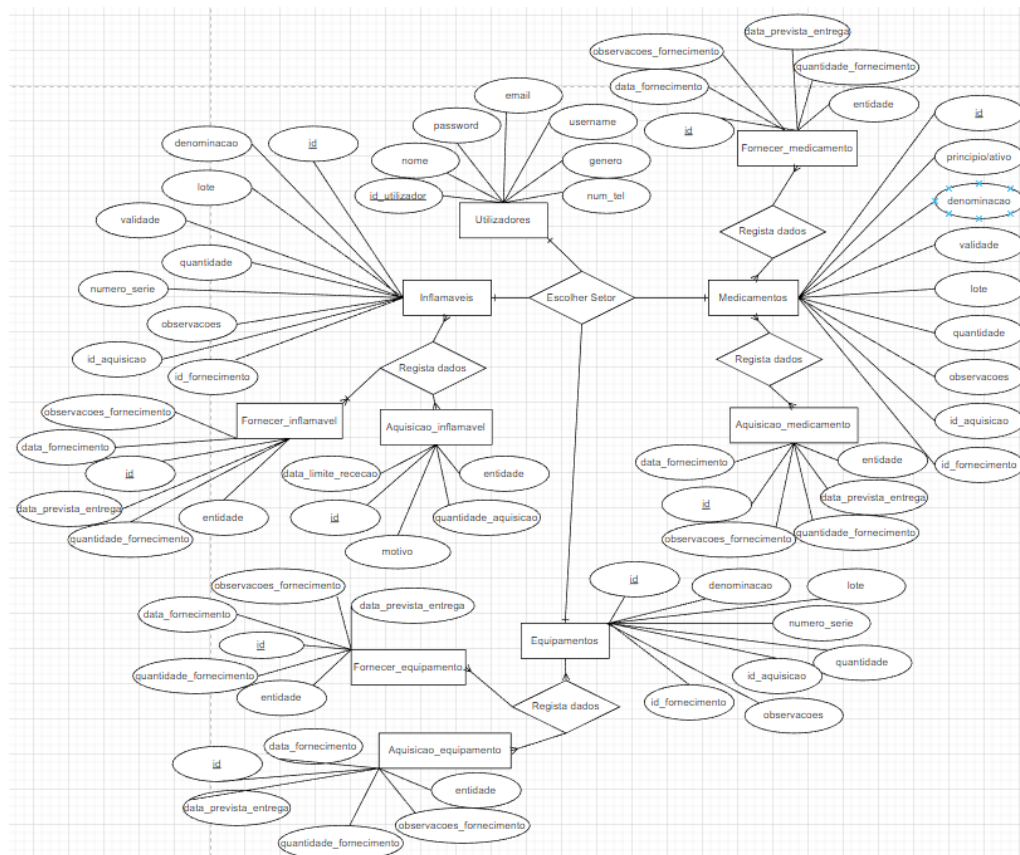 data_prevista_entrega
observacoes_fornecimento
quantidade_fornecimento
data_fornecimento
entidade
id
Fornecer_medicamento
email
password
username
nome
genero
id_utilizador
num_tel
Utilizadores
denominacao
id
lote
validade
quantidade
numero_serie
observacoes
id_aquisicao
id_fornecimento
Inflamaveis
Escolher Setor
Regista dados
Medicamentos
id
principio/ativo
denominacao
validade
lote
quantidade
observacoes
id_aquisicao
id_fornecimento
Regista dados
Regista dados
Fornecer_inflamavel
observacoes_fornecimento
data_fornecimento
id
data_prevista_entrega
quantidade_fornecimento
entidade
Aquisicao_inflamavel
data_limite_rececao
entidade
id
quantidade_aquisicao
motivo
Aquisicao_medicamento
data_fornecimento
entidade
id
data_prevista_entrega
observacoes_fornecimento
quantidade_fornecimento
observacoes_fornecimento
data_prevista_entrega
data_fornecimento
id
quantidade_fornecimento
entidade
Fornecer_equipamento
Equipamentos
id
denominacao
lote
numero_serie
quantidade
id_aquisicao
id_fornecimento
observacoes
Regista dados
Aquisicao_equipamento
data_fornecimento
id
entidade
data_prevista_entrega
observacoes_fornecimento
quantidade_fornecimento